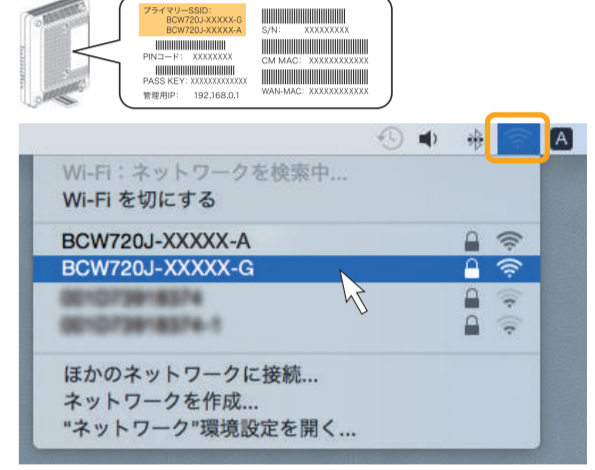 プライマリーSSID:
BCW720J-XXXXX-G
BCW720J-XXXXX-A
PINコード: XXXXXXXX
PASS KEY: XXXXXXXXXXXXX
管理用IP: 192.168.0.1
S/N: XXXXXXXXX
CM MAC: XXXXXXXXXXXX
WAN-MAC: XXXXXXXXXXXX
A
Wi-Fi：ネットワークを検索中...
Wi-Fi を切にする
BCW720J-XXXXX-A
BCW720J-XXXXX-G
ほかのネットワークに接続...
ネットワークを作成...
"ネットワーク"環境設定を開く...